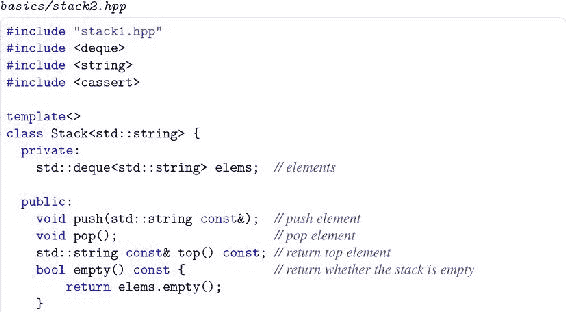 basics/stack2.hpp
#include "stack1.hpp"
#include <deque>
#include <string>
#include <cassert>
template<>
class Stack<std::string> {
private:
std::deque<std::string> elems; // elements
public:
void push(std::string const&); // push element
void pop(); // pop element
std::string const& top() const; // return top element
bool empty() const { // return whether the stack is empty
return elems.empty();
}